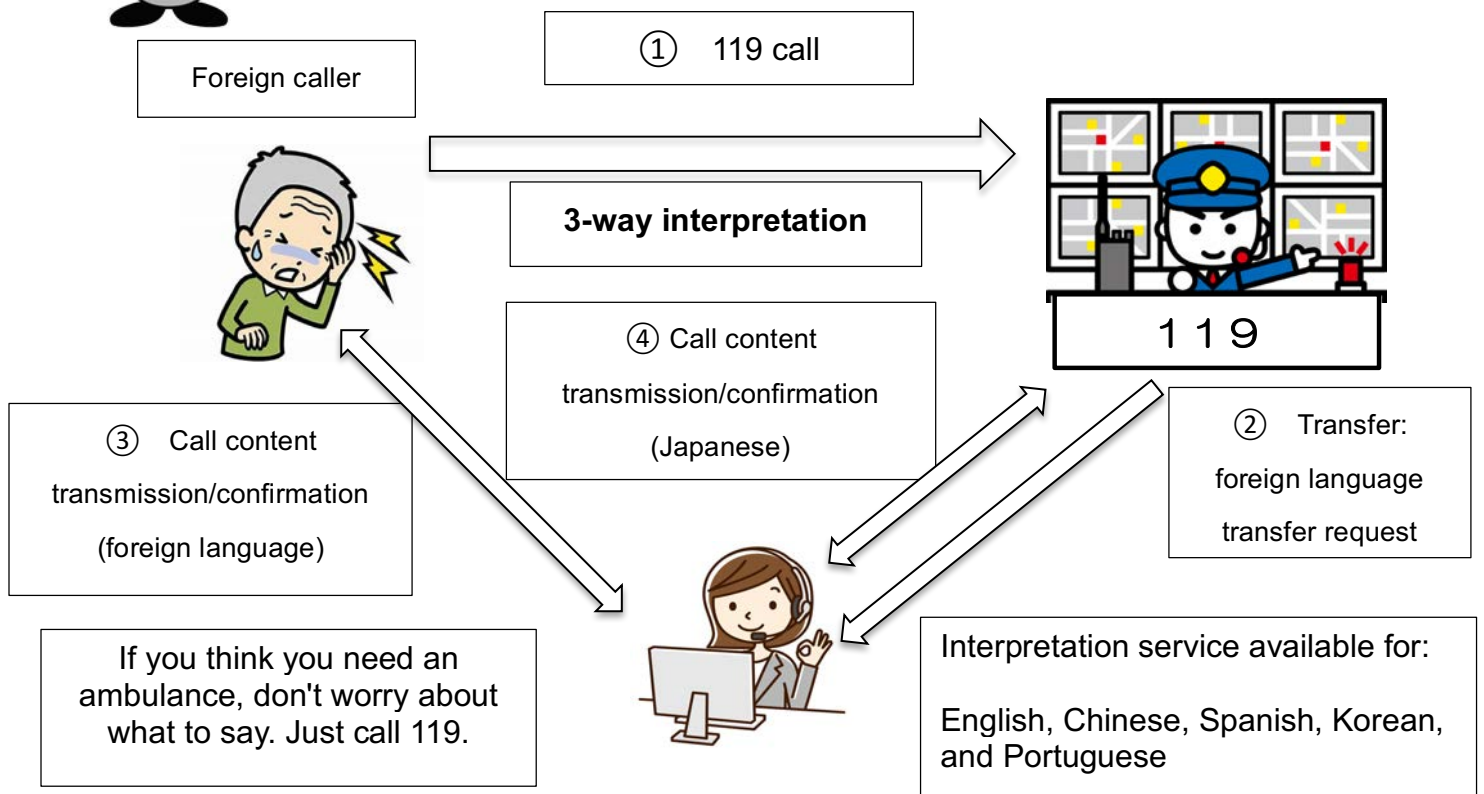 Foreign caller
① 119 call
3-way interpretation
１１９
④ Call content
transmission/confirmation
(Japanese)
③ Call content
transmission/confirmation
(foreign language)
② Transfer:
foreign language
transfer request
If you think you need an
ambulance, don't worry about
what to say. Just call 119.
Interpretation service available for:
English, Chinese, Spanish, Korean,
and Portuguese